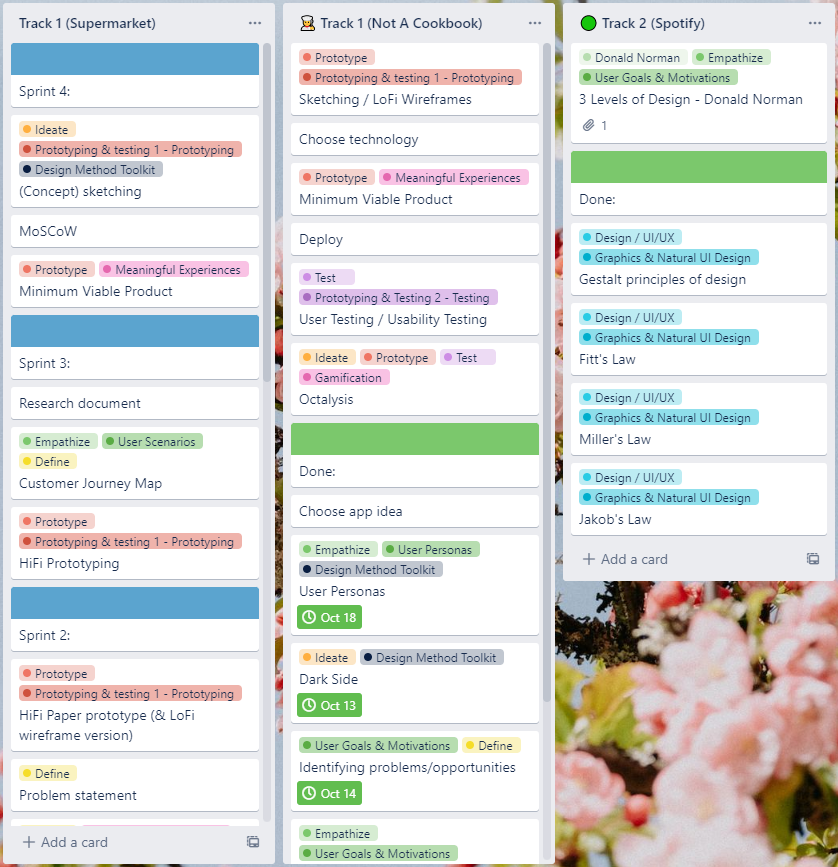 Track 1 (Supermarket)
Sprint 4:
Ideate
Prototyping & testing 1 - Prototyping
Design Method Toolkit
(Concept) sketching
MoSCoW
Prototype Meaningful Experiences
Minimum Viable Product
Sprint 3:
Research document
Empathize User Scenarios
Define
Customer Journey Map
Prototype
Prototyping & testing 1 - Prototyping
HiFi Prototyping
Sprint 2:
Prototype
Prototyping & testing 1 - Prototyping
HiFi Paper prototype (& LoFi
wireframe version)
Define
Problem statement
Add a card
Track 1 (Not A Cookbook)
Prototype
Prototyping & testing 1 - Prototyping
Sketching / LoFi Wireframes
Choose technology
Prototype Meaningful Experiences
Minimum Viable Product
Deploy
Test
Prototyping & Testing 2 - Testing
User Testing / Usability Testing
Ideate Prototype Test
Gamification
Octalysis
Done:
Choose app idea
Empathize User Personas
Design Method Toolkit
User Personas
Oct 18
Ideate Design Method Toolkit
Dark Side
Oct 13
User Goals & Motivations Define
Identifying problems/opportunities
Oct 14
Empathize
User Goals & Motivations
Track 2 (Spotify)
Donald Norman Empathize
User Goals & Motivations
3 Levels of Design - Donald Norman
1
Done:
Design / UI/UX
Graphics & Natural UI Design
Gestalt principles of design
Design / UI/UX
Graphics & Natural UI Design
Fitt's Law
Design / UI/UX
Graphics & Natural UI Design
Miller's Law
Design / UI/UX
Graphics & Natural UI Design
Jakob's Law
Add a card